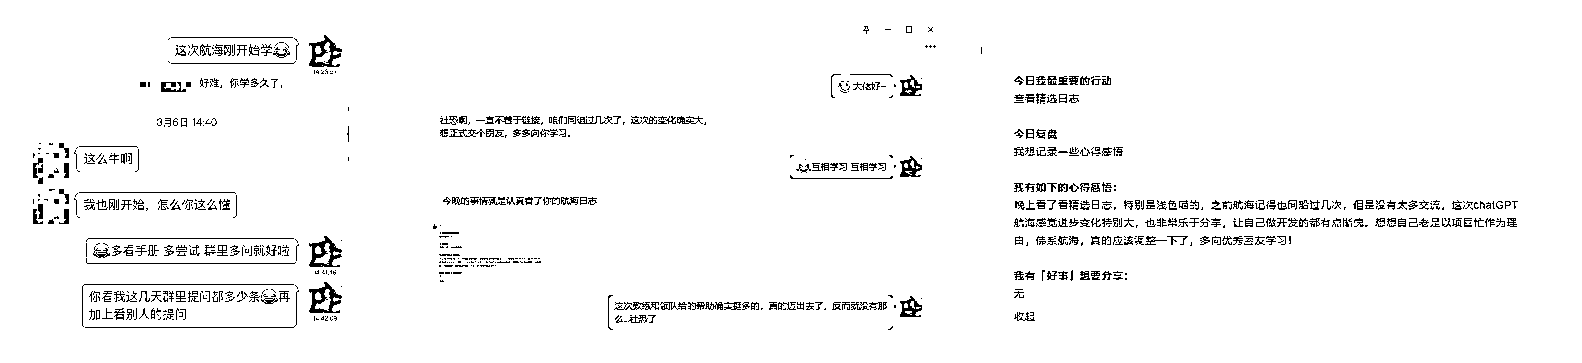 这次航海刚开始学
14:23:27
好难，你学多久了，
3月6日 14:40
这么牛啊
我也刚开始，怎么你这么懂
多看手册 多尝试 群里多问就好啦
14:41:16
你看我这几天群里提问都多少条 再
加上看别人的提问
14:42:09
大佬好~
社恐啊，一直不善于链接，咱们同船过几次了，这次的变化确实大，
想正式交个朋友，多多向你学习。
互相学习 互相学习
今晚的事情就是认真看了你的航海日志
这次教练和领队给的帮助确实挺多的，真的迈出去了，反而就没有那
么...社恐了
今日我最重要的行动
查看精选日志
今日复盘
我想记录一些心得感悟
我有如下的心得感悟：
晚上看了看精选日志，特别是浅色喵的，之前航海记得也同船过几次，但是没有太多交流，这次chatGPT
航海感觉进步变化特别大，也非常乐于分享，让自己做开发的都有点惭愧。想想自己老是以项目忙作为理
由，佛系航海，真的应该调整一下了，多向优秀圈友学习！
我有「好事」想要分享：
无
收起